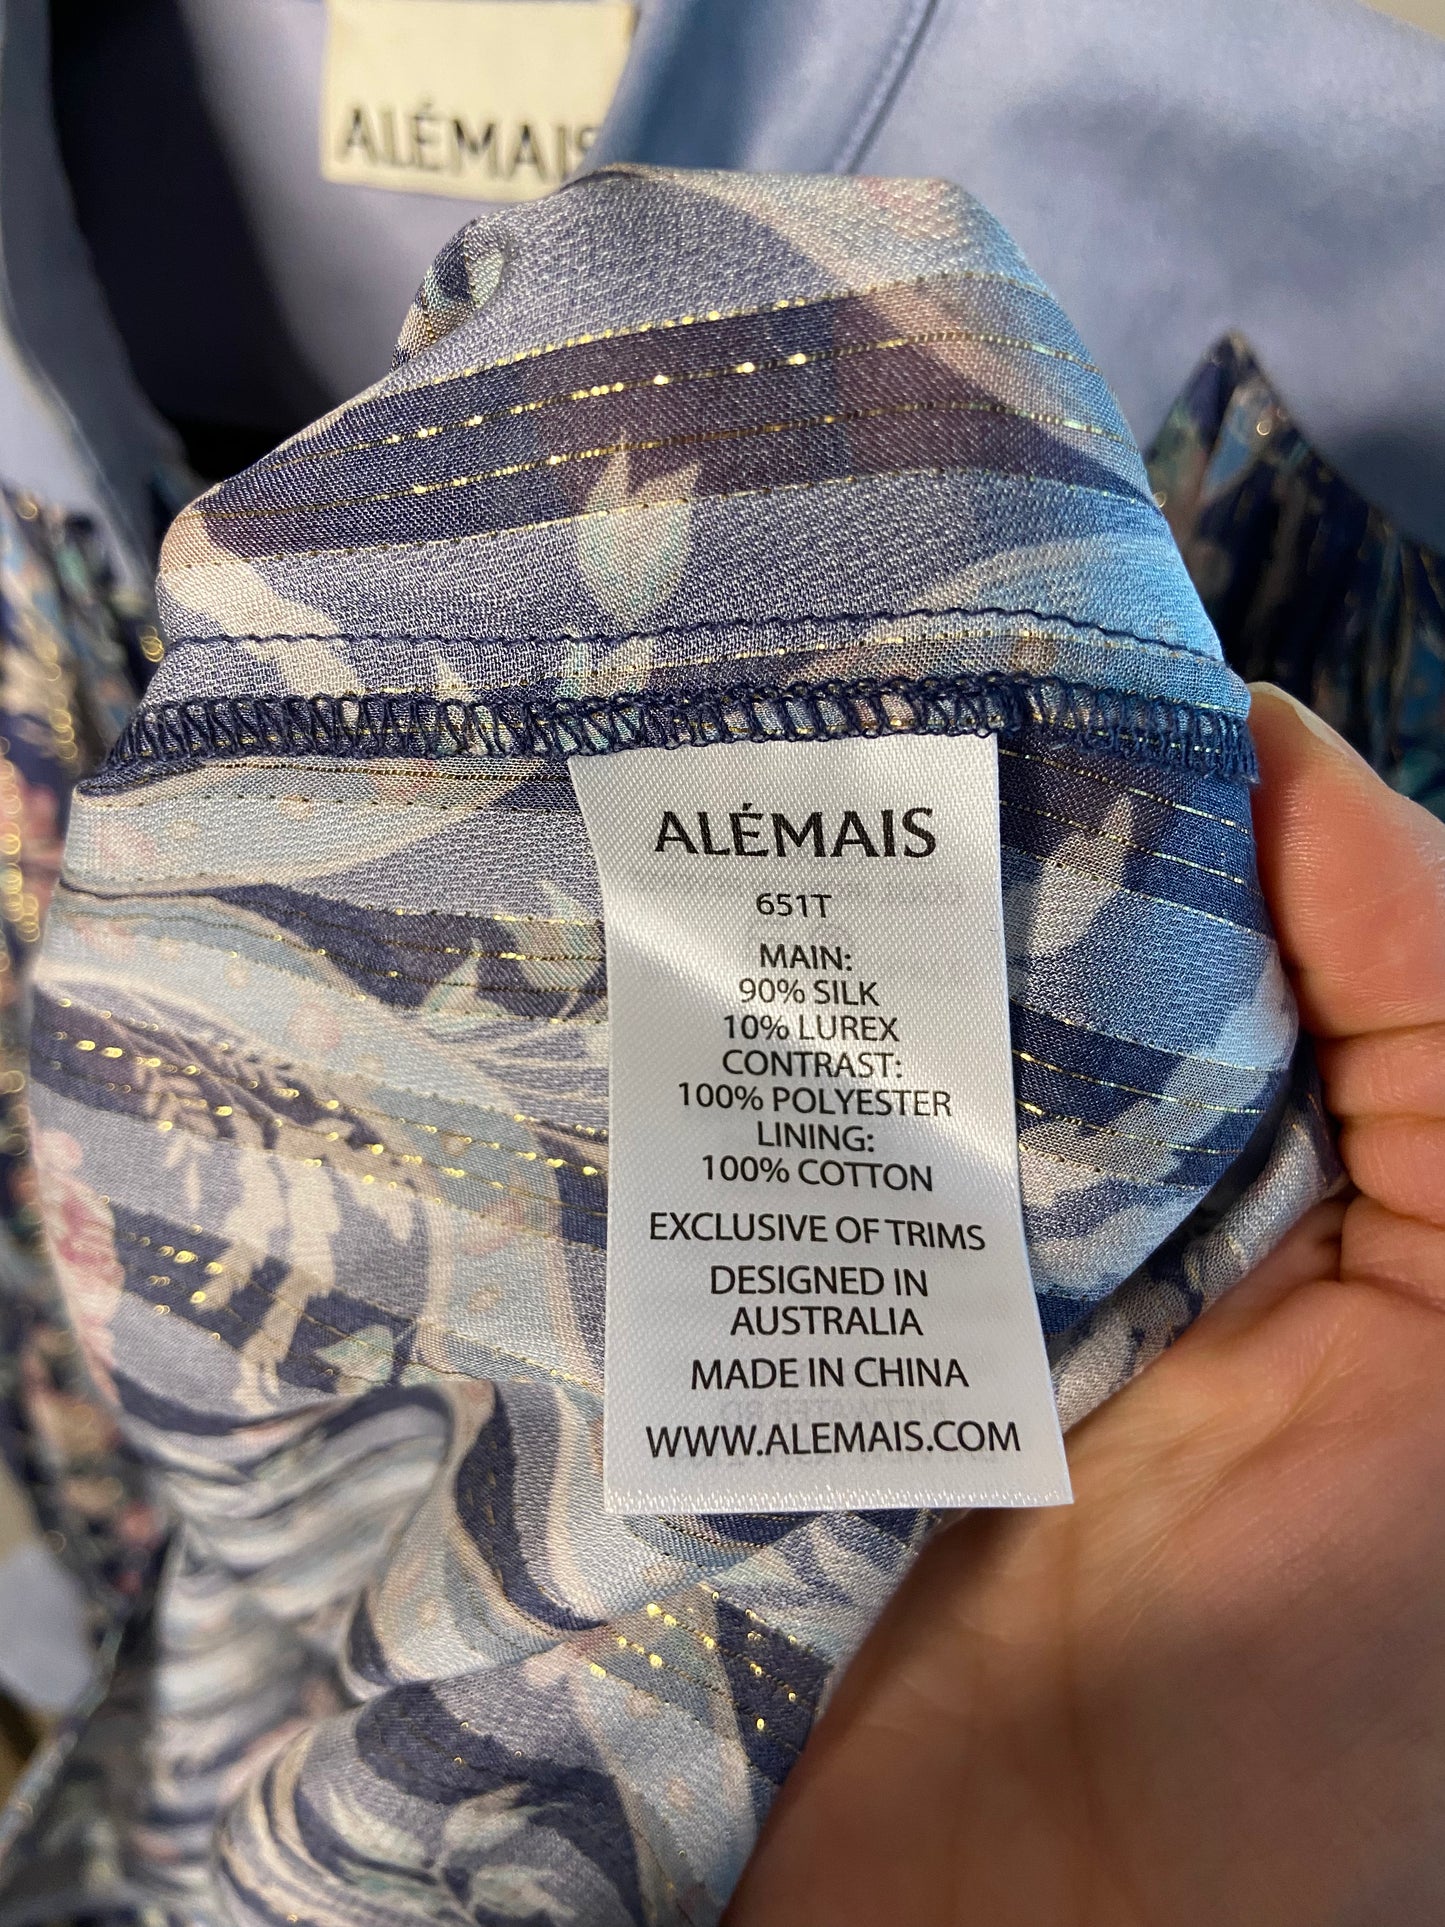 ALÉMAIS
ALÉMAIS
651T
MAIN:
90% SILK
10% LUREX
CONTRAST:
100% POLYESTER
LINING:
100% COTTON
EXCLUSIVE OF TRIMS
DESIGNED IN
AUSTRALIA
MADE IN CHINA
WWW.ALEMAIS.COM